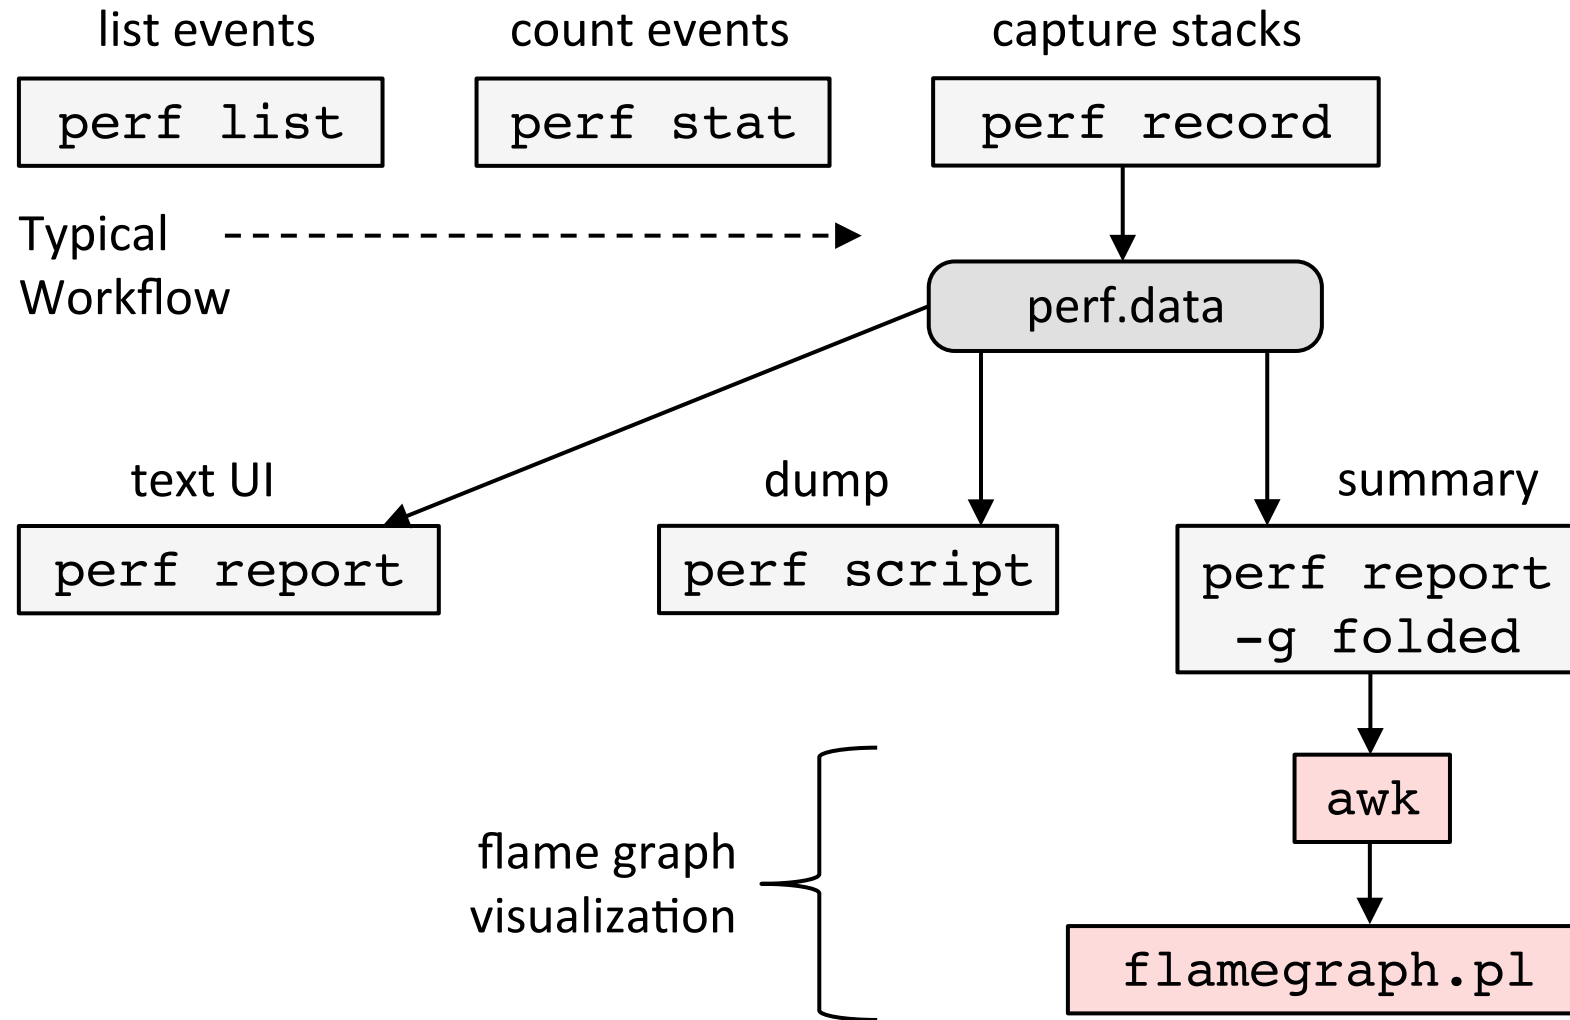 list events
count events
capture stacks
perf list
perf stat
perf record
Typical
Workflow
perf.data
text UI
dump
summary
perf report
perf script
perf report
-g folded
awk
flame graph
visualization
flamegraph.pl